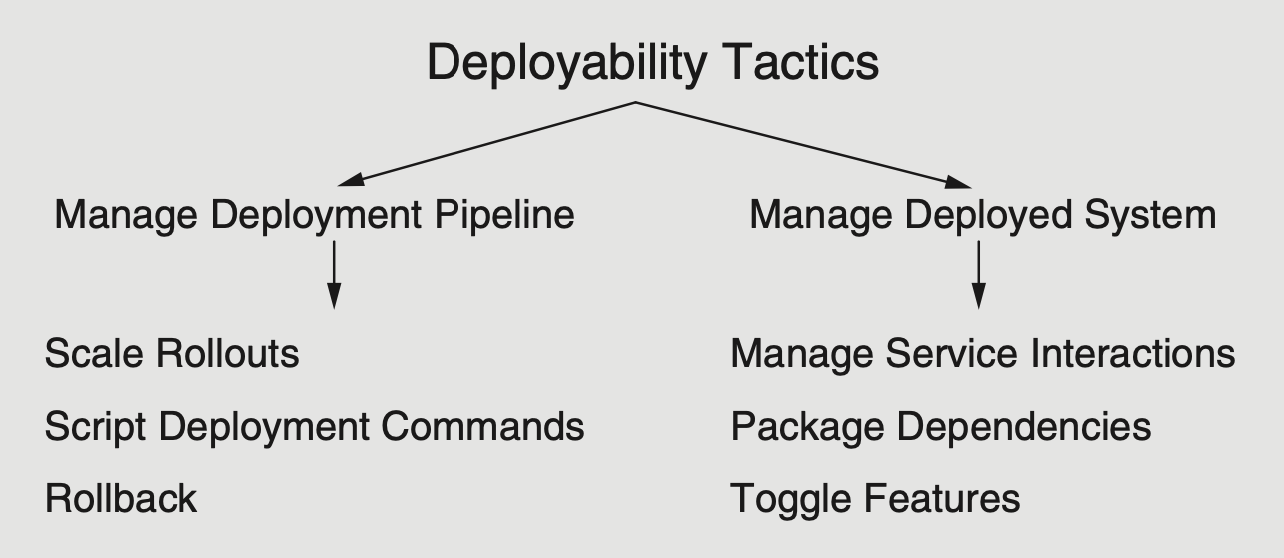 Deployability Tactics
Manage Deployment Pipeline
Scale Rollouts
Script Deployment Commands
Rollback
Manage Deployed System
Manage Service Interactions
Package Dependencies
Toggle Features